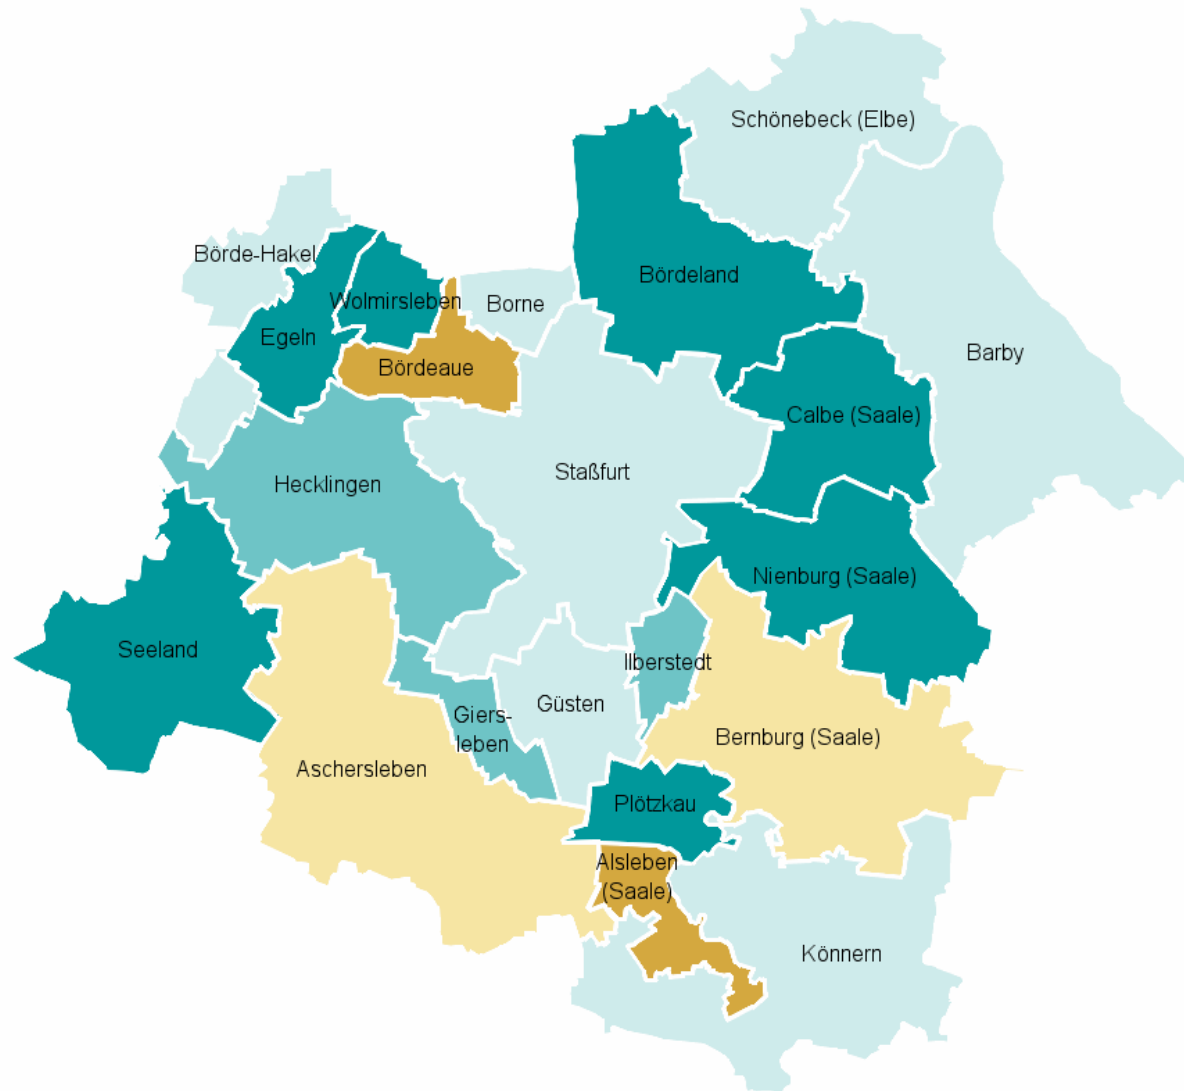 Schönebeck (Elbe)
Börde-Hakel
Bördeland
Wolmirsleben
Borne
Egeln
Barby
Bördeaue
Calbe (Saale)
Staßfurt
Hecklingen
Nienburg (Saale)
Seeland
Ilberstedt
Güsten
Giers-
leben
Bernburg (Saale)
Aschersleben
Plötzkau
Alsleben
(Saale)
Könnern